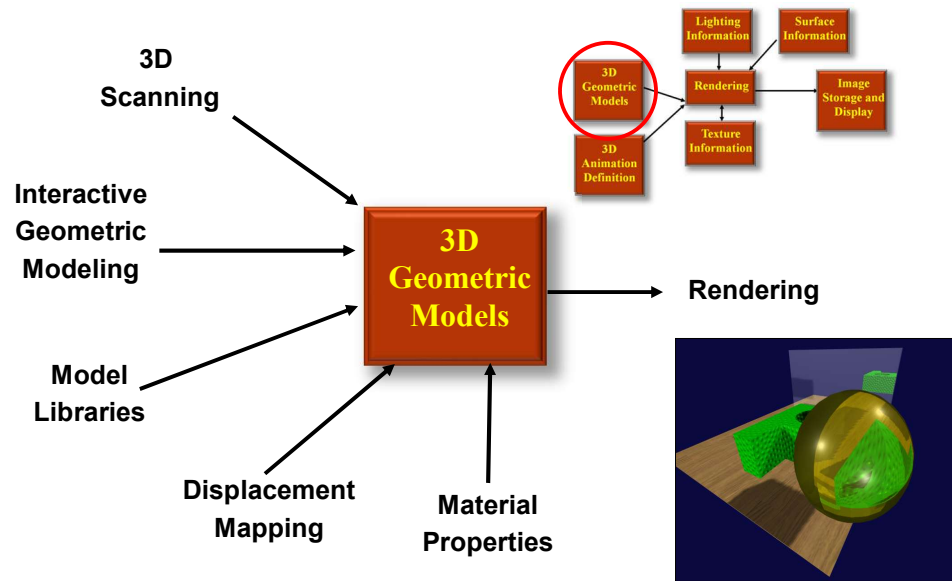 3D
Scanning
Interactive
Geometric
Modeling
Model
Libraries
Displacement
Mapping
Material
Properties
3D
Geometric
Models
Rendering
Lighting
Information
Surface
Information
3D
Geometric
Models
Rendering
Image
Storage and
Display
3D
Animation
Definition
Texture
Information